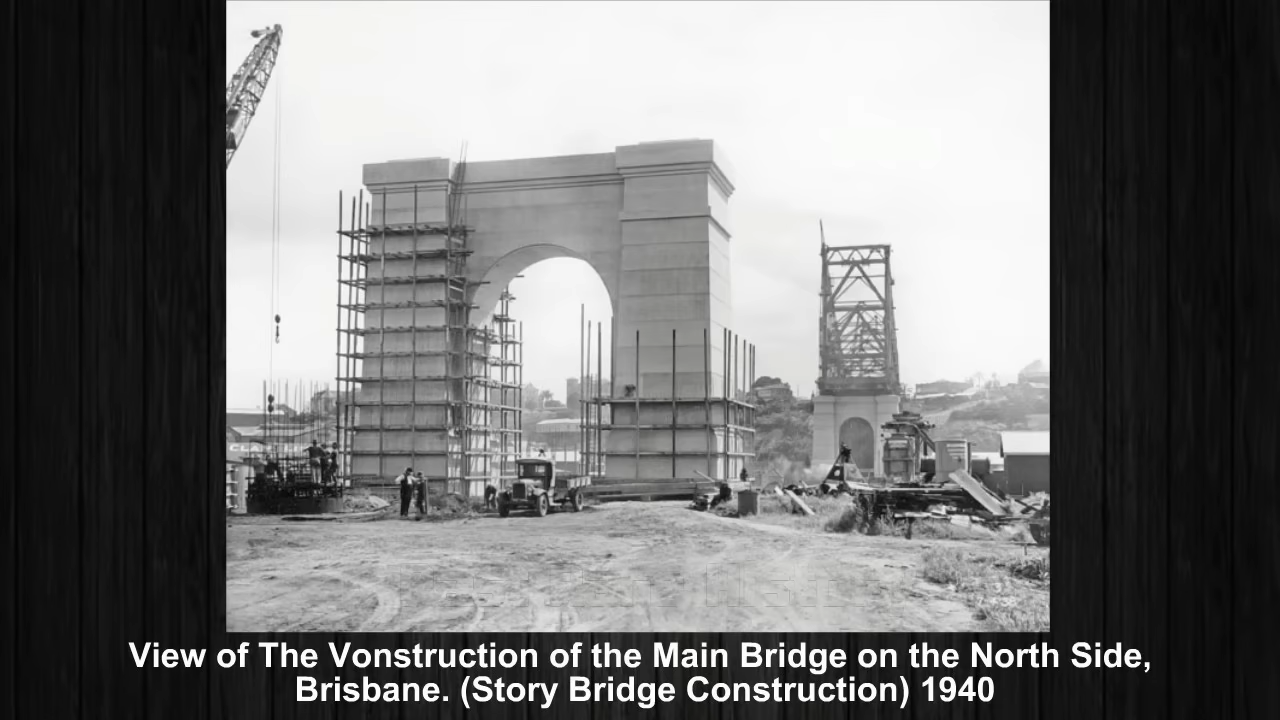 View of The Vonstruction of the Main Bridge on the North Side,
Brisbane. (Story Bridge Construction) 1940